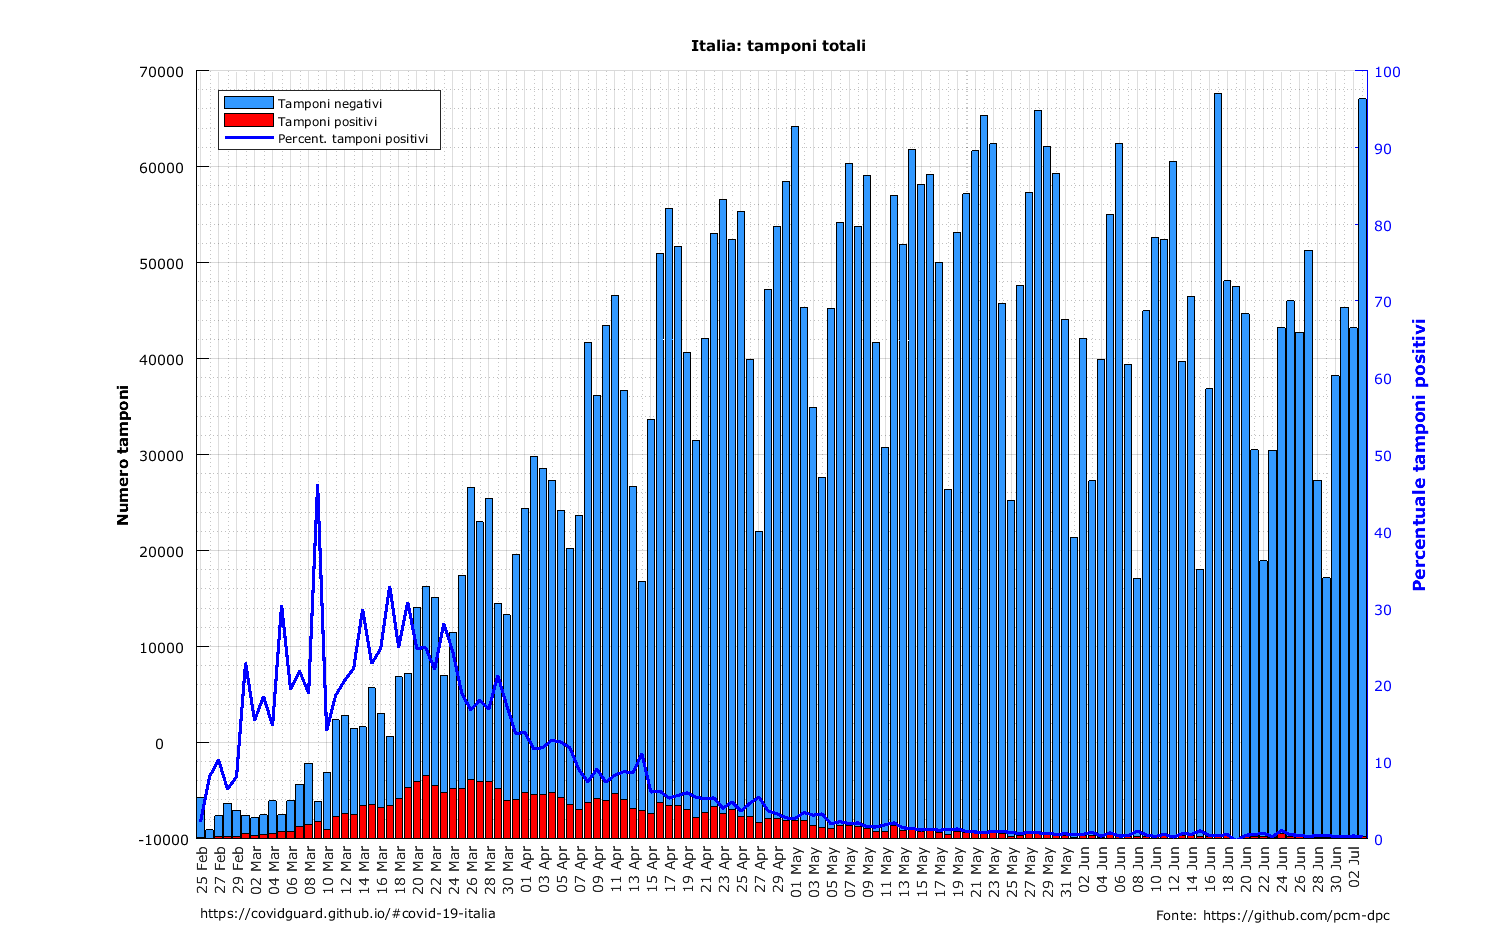 Italia: tamponi totali
Tamponi negativi
Tamponi positivi
Percent. tamponi positivi
Numero tamponi
70000
60000
50000
40000
30000
20000
10000
0
-10000
100
90
80
70
60
50
40
30
20
10
0
Percentuale tamponi positivi
25 Feb
27 Feb
29 Feb
02 Mar
04 Mar
06 Mar
08 Mar
10 Mar
12 Mar
14 Mar
16 Mar
18 Mar
20 Mar
22 Mar
24 Mar
26 Mar
28 Mar
30 Mar
01 Apr
03 Apr
05 Apr
07 Apr
09 Apr
11 Apr
13 Apr
15 Apr
17 Apr
19 Apr
21 Apr
23 Apr
25 Apr
27 Apr
29 Apr
01 May
03 May
05 May
07 May
09 May
11 May
13 May
15 May
17 May
19 May
21 May
23 May
25 May
27 May
29 May
31 May
02 Jun
04 Jun
06 Jun
08 Jun
10 Jun
12 Jun
14 Jun
16 Jun
18 Jun
20 Jun
22 Jun
24 Jun
26 Jun
28 Jun
30 Jun
02 Jul
https://covidguard.github.io/#covid-19-italia
Fonte: https://github.com/pcm-dpc